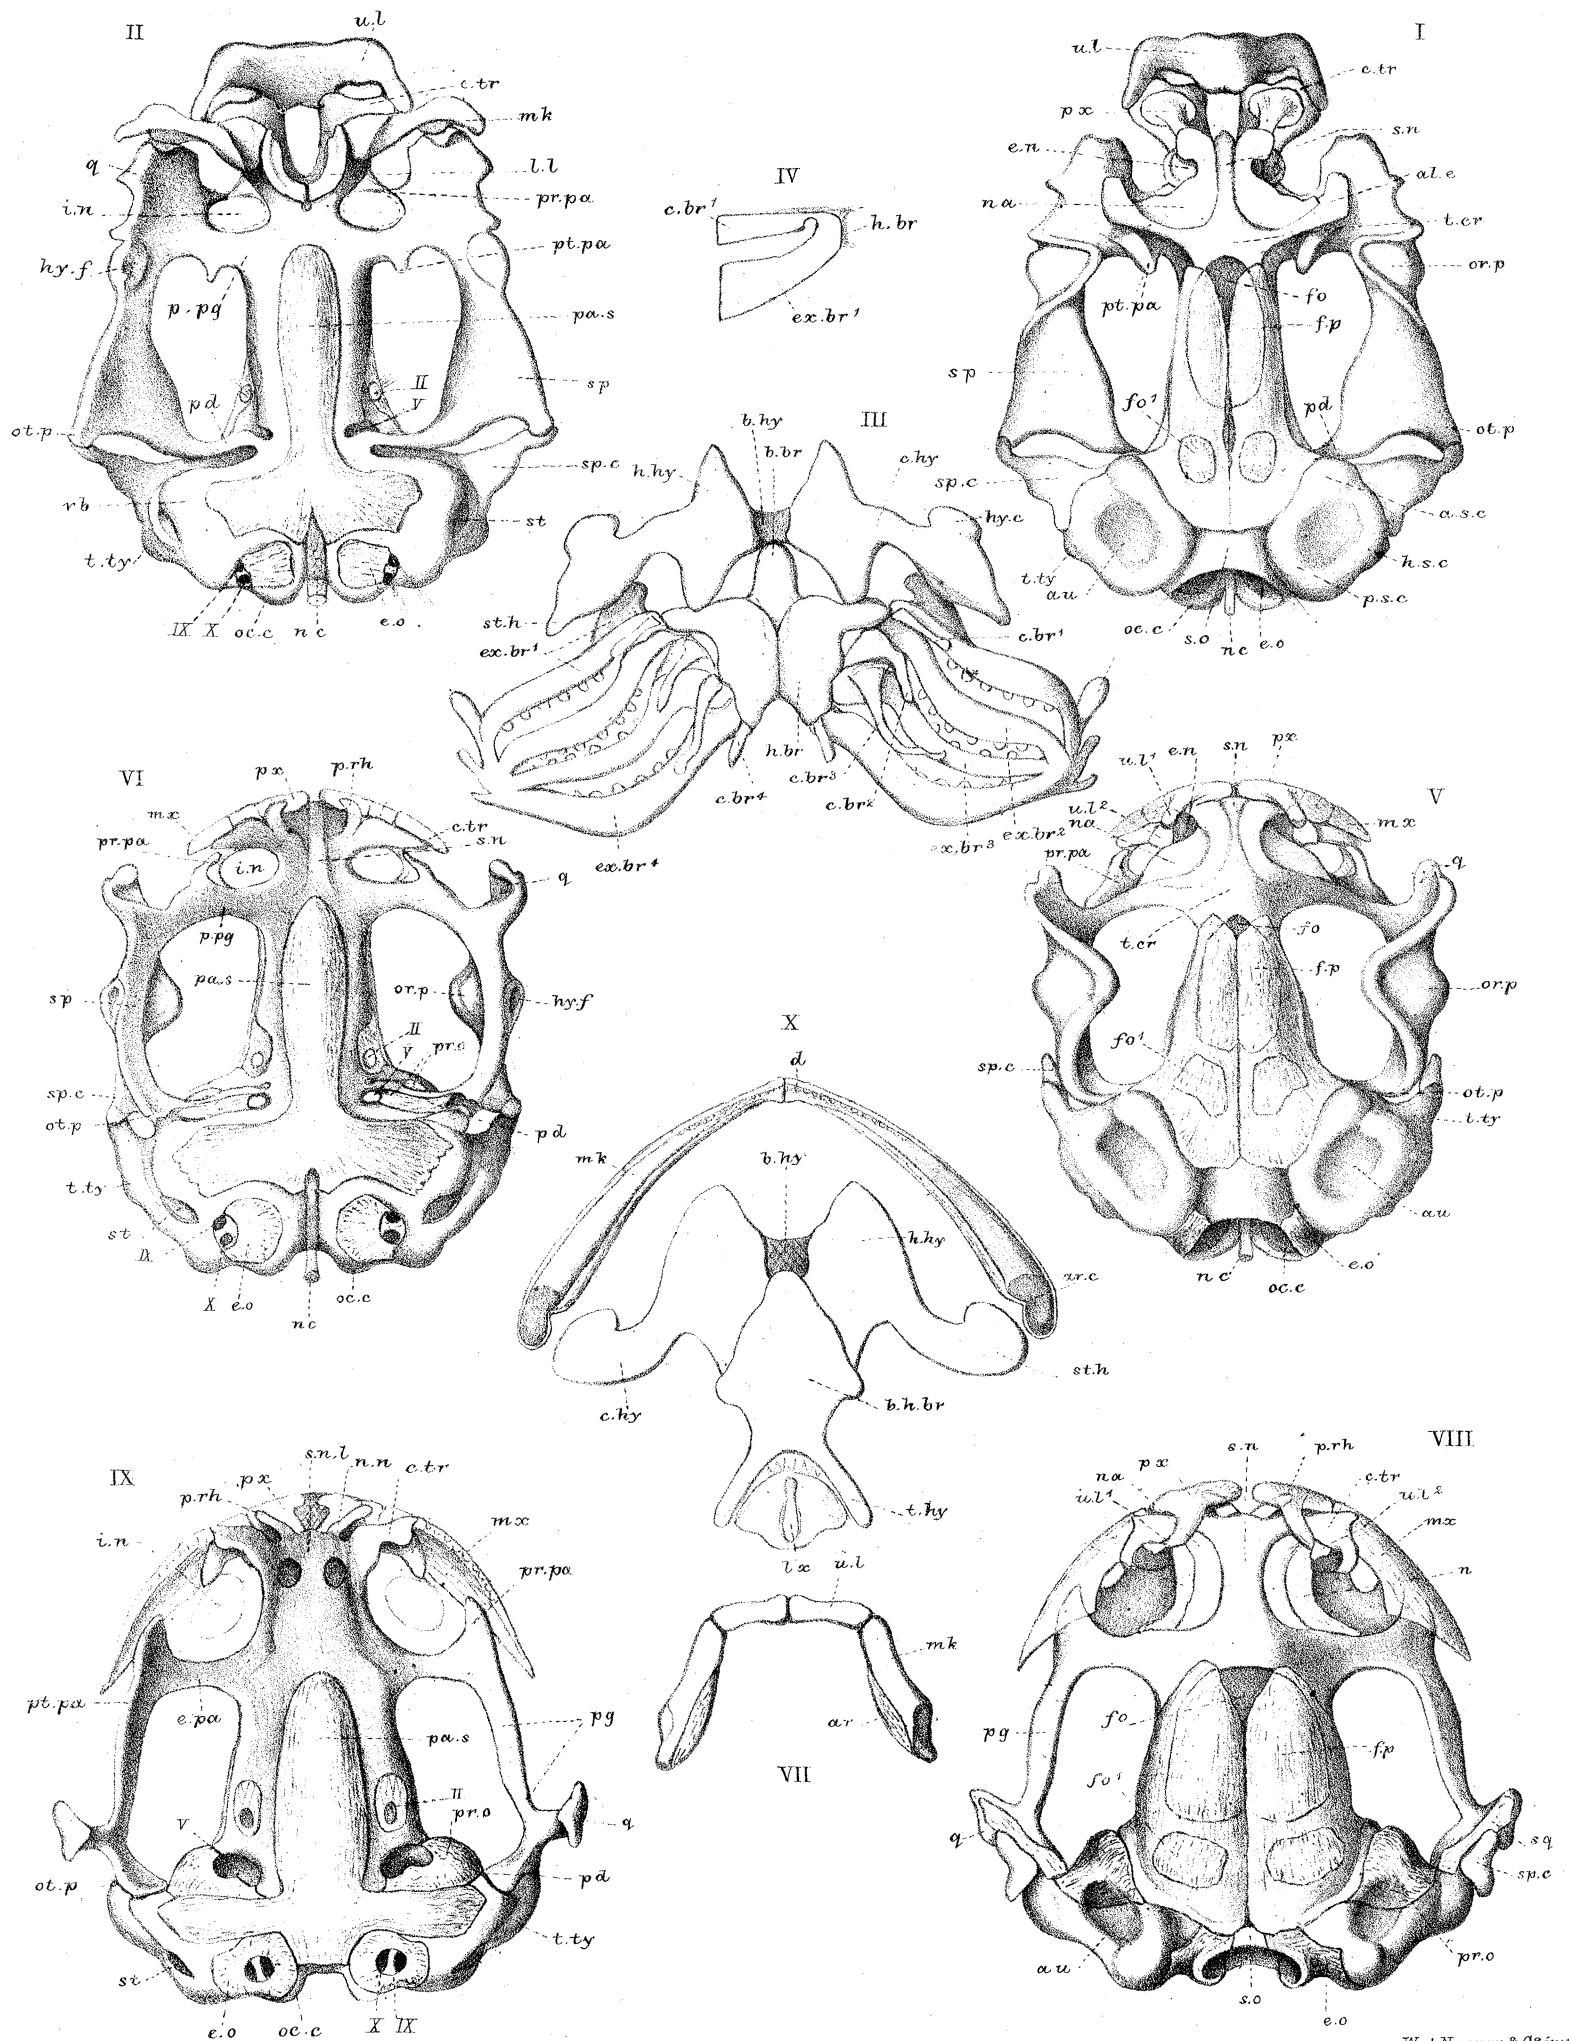 II
u.l
c.tr
mk
q
l.l
pr.pa
i.n
pt.pa
hy.f
p.pg
pa.s
II
sp
V
pd
ot.p
sp.c
rb
st
t.ty
IX X oc.c n c e.o
I
u.l
c.tr
px
s.n
e.n
al.e
na
t.cr
or.p
pt.pa
fo
f.p
sp
fo¹
pd
ot.p
sp.c
a.s.c
h.s.c
t.ty
au
p.s.c
oc.c s.o nc e.o
IV
c.br¹
h.br
ex.br¹
III
b.hy
b.br
h.hy
c.hy
hy.c
st.h
c.br¹
ex.br¹
h.br
c.br³
c.br⁴
c.br²
ex.br²
ex.br³
ex.br⁴
VI
px
p.rh
mx
c.tr
s.n
pr.pa
i.n
q
p.pg
pa.s
or.p
sp
hy.f
II
V
pr.o
sp.c
ot.p
pd
t.ty
st
IX
X e.o
nc
oc.c
V
u.l¹
e.n
s.n
px
u.l²
na
mx
pr.pa
q
t.cr
fo
f.p
or.p
fo¹
sp.c
ot.p
t.ty
au
nc
oc.c
e.o
X
d
mk
b.hy
h.hy
ar.c
st.h
c.hy
b.h.br
t.hy
lx
IX
s.n.l
px
n.n
c.tr
p.rh
i.n
mx
pr.pa
pt.pa
e.pa
pg
pa.s
II
pr.o
V
q
ot.p
pd
t.ty
st
e.o oc.c X IX
u.l
mk
ar
VII
VIII
s.n
p.rh
px
na
c.tr
u.l¹
u.l²
mx
n
pg
fo
f.p
fo¹
q
sq
sp.c
au
pr.o
s.o
e.o